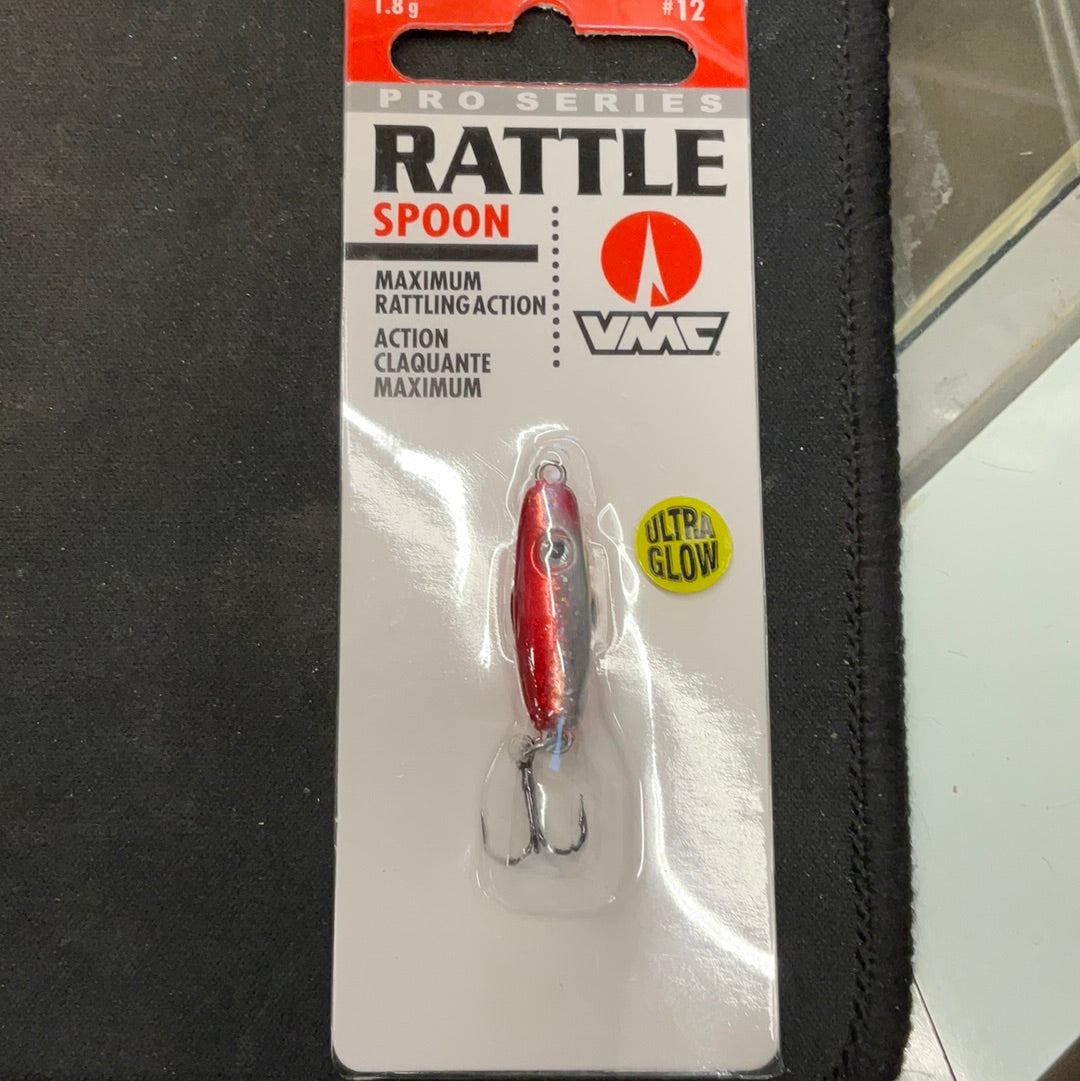 1.8 g #12
PRO SERIES
RATTLE
SPOON
MAXIMUM
RATTLING ACTION
ACTION
CLAQUANTE
MAXIMUM
VMC
ULTRA
GLOW